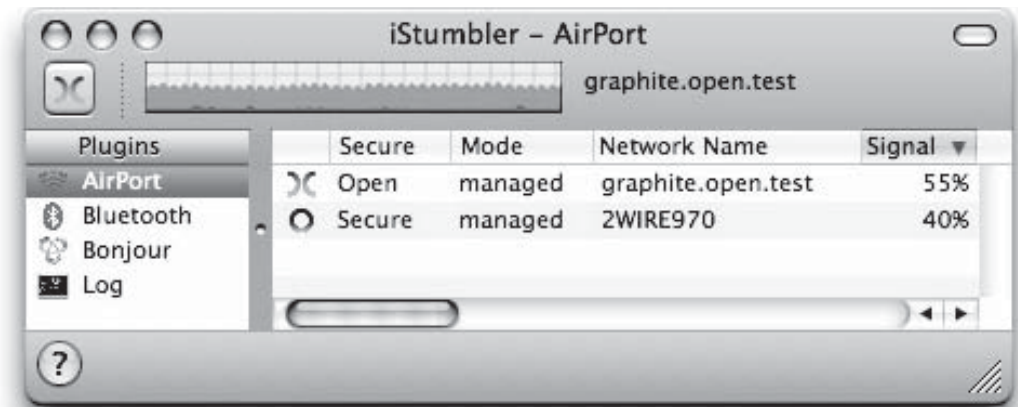 iStumbler – AirPort
graphite.open.test
Plugins
Secure Mode Network Name Signal
AirPort
Open managed graphite.open.test 55%
Bluetooth
Secure managed 2WIRE970 40%
Bonjour
Log
?